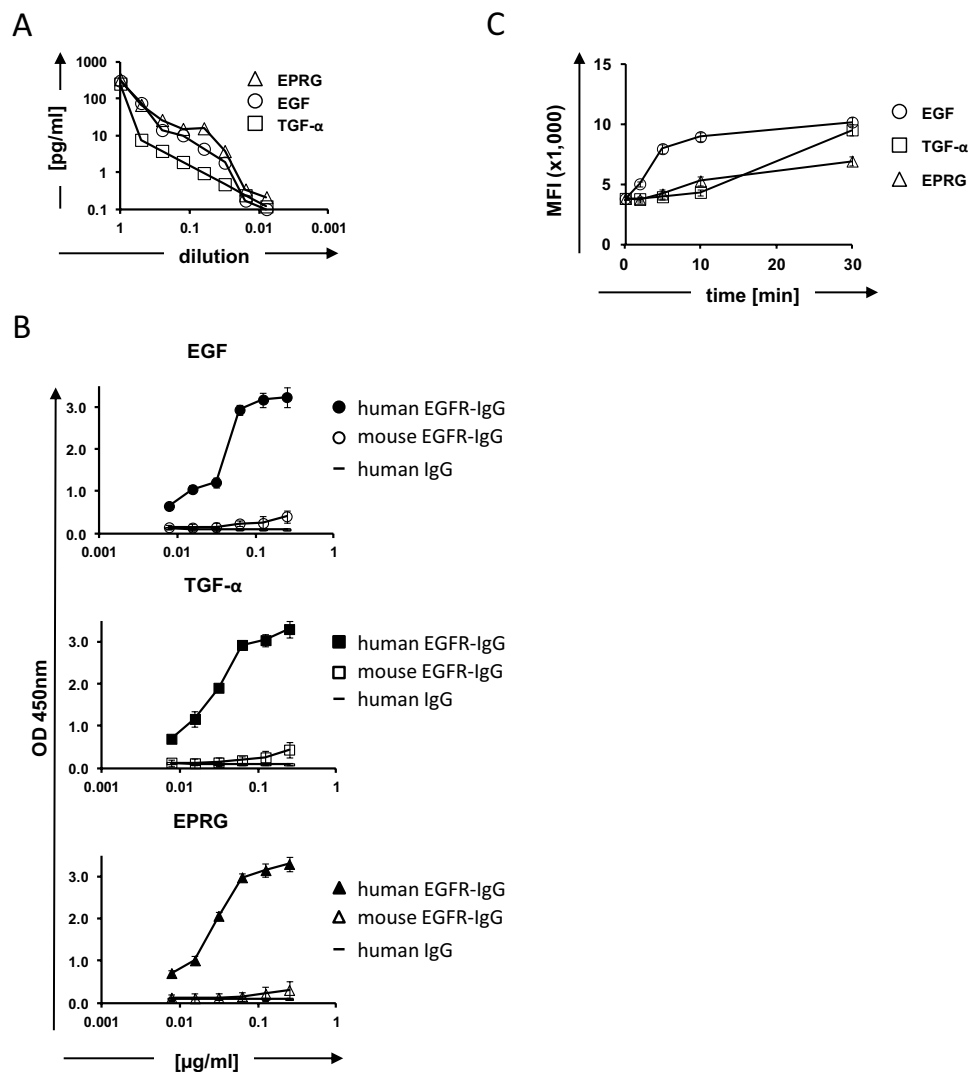 A
1000
100
10
1
0.1
[pg/ml]
1
0.1
0.01
0.001
dilution
EPRG
EGF
TGF-α
C
15
10
5
0
MFI (x1,000)
0
10
20
30
time [min]
EGF
TGF-α
EPRG
B
EGF
3.0
1.0
0.0
0.001
0.01
0.1
1
human EGFR-IgG
mouse EGFR-IgG
human IgG
TGF-α
3.0
2.0
1.0
0.0
0.001
0.01
0.1
1
human EGFR-IgG
mouse EGFR-IgG
human IgG
OD 450nm
EPRG
3.0
2.0
1.0
0.0
0.001
0.01
0.1
1
human EGFR-IgG
mouse EGFR-IgG
human IgG
[µg/ml]